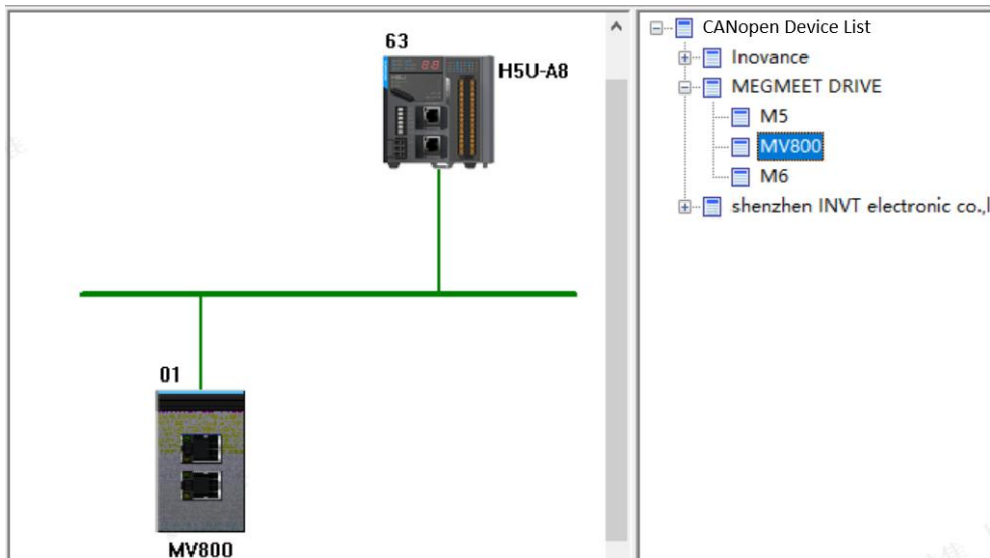 63
H5U-A8
01
MV800
CANopen Device List
Inovance
MEGMEET DRIVE
M5
MV800
M6
shenzhen INVT electronic co.,l